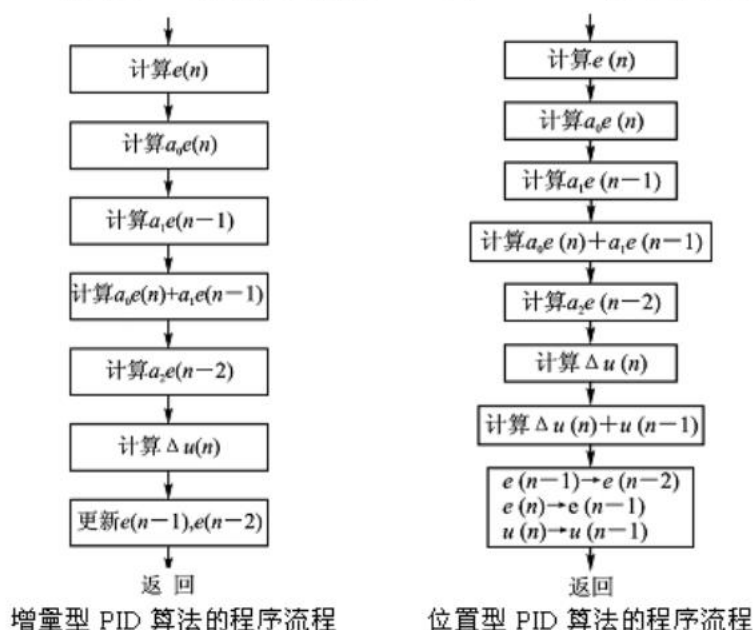 计算e(n)
计算a₀e(n)
计算a₁e(n-1)
计算a₀e(n)+a₁e(n-1)
计算a₂e(n-2)
计算Δu(n)
更新e(n-1),e(n-2)
返 回
增量型 PID 算法的程序流程
计算e(n)
计算a₀e(n)
计算a₁e(n-1)
计算a₀e(n)+a₁e(n-1)
计算a₂e(n-2)
计算Δu(n)
计算Δu(n)+u(n-1)
e(n-1)→e(n-2)
e(n)→e(n-1)
u(n)→u(n-1)
返回
位置型 PID 算法的程序流程